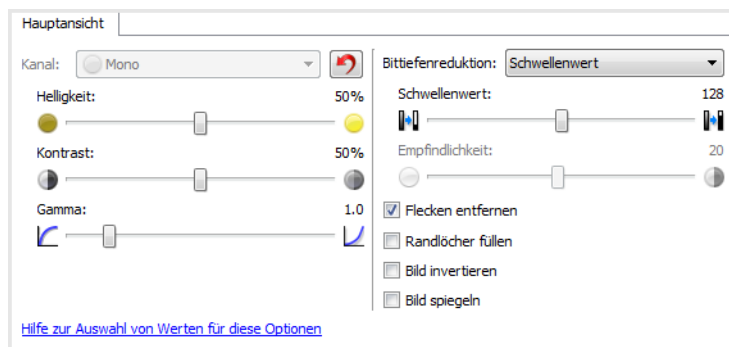 Hauptansicht
Kanal: Mono
Helligkeit: 50%
Kontrast: 50%
Gamma: 1.0
Bittiefenreduktion: Schwellenwert
Schwellenwert: 128
Empfindlichkeit: 20
Flecken entfernen
Randlöcher füllen
Bild invertieren
Bild spiegeln
Hilfe zur Auswahl von Werten für diese Optionen